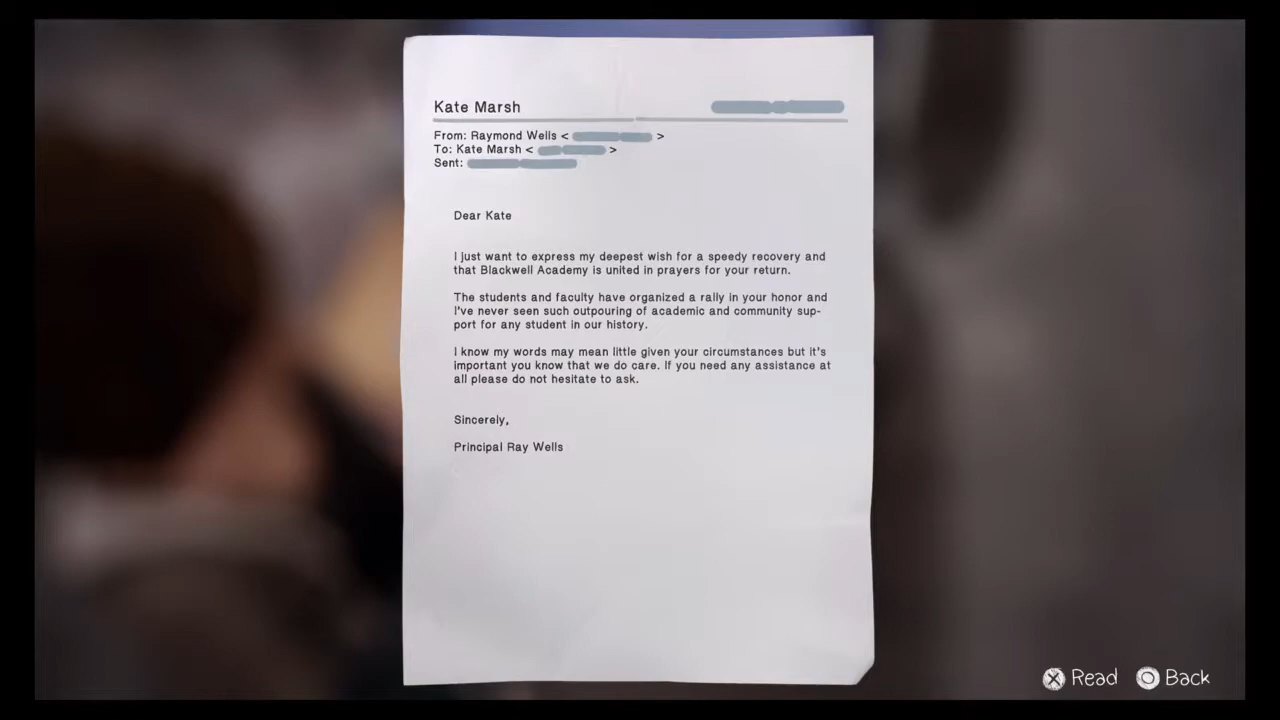 Kate Marsh
From: Raymond Wells < >
To: Kate Marsh < >
Sent:
Dear Kate
I just want to express my deepest wish for a speedy recovery and
that Blackwell Academy is united in prayers for your return.
The students and faculty have organized a rally in your honor and
I've never seen such outpouring of academic and community sup-
port for any student in our history.
I know my words may mean little given your circumstances but it's
important you know that we do care. If you need any assistance at
all please do not hesitate to ask.
Sincerely,
Principal Ray Wells
Read Back